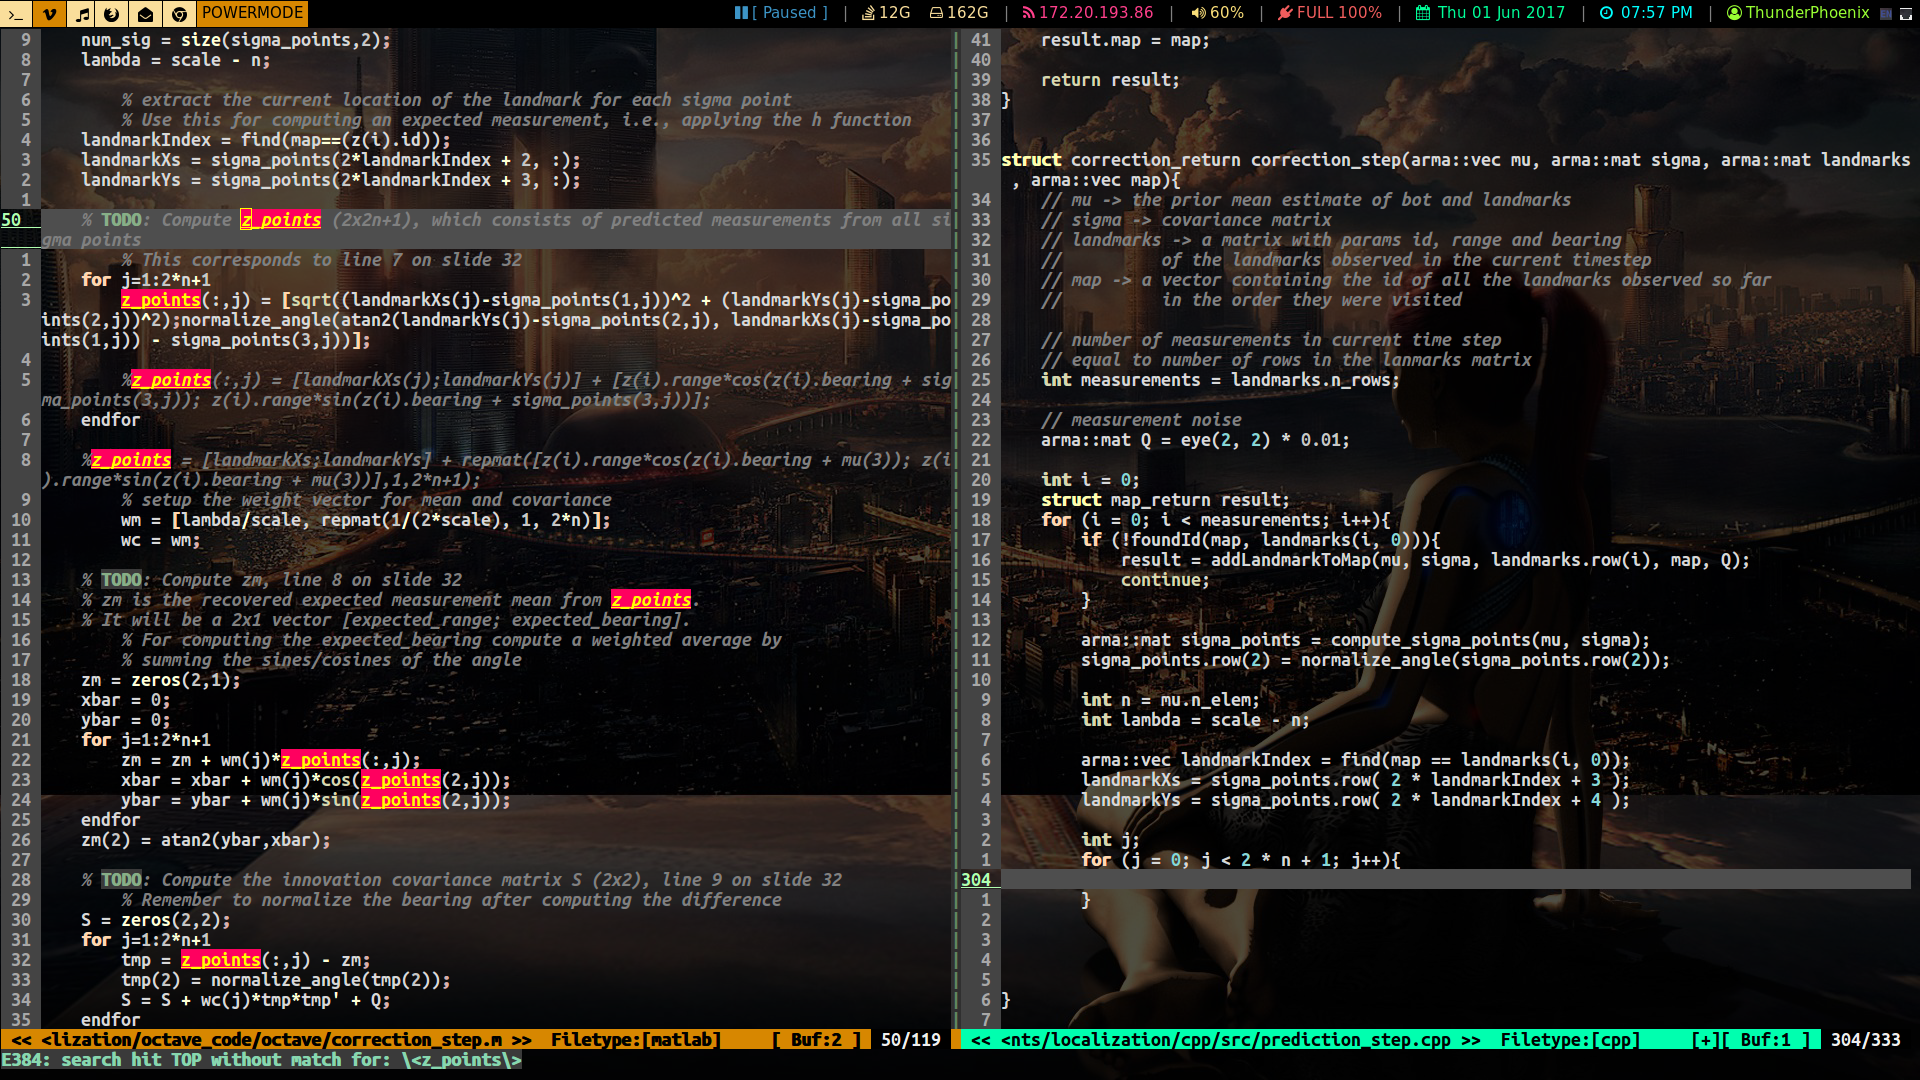 POWERMODE [ Paused ] | 12G 162G | 172.20.193.86 | 60% | FULL 100% | Thu 01 Jun 2017 | 07:57 PM | ThunderPhoenix
9 num_sig = size(sigma_points,2);
8 lambda = scale - n;
7
6 % extract the current location of the landmark for each sigma point
5 % Use this for computing an expected measurement, i.e., applying the h function
4 landmarkIndex = find(map==(z(i).id));
3 landmarkXs = sigma_points(2*landmarkIndex + 2, :);
2 landmarkYs = sigma_points(2*landmarkIndex + 3, :);
1
50 % TODO: Compute z_points (2x2n+1), which consists of predicted measurements from all si
gma points
1 % This corresponds to line 7 on slide 32
2 for j=1:2*n+1
3 z_points(:,j) = [sqrt((landmarkXs(j)-sigma_points(1,j))^2 + (landmarkYs(j)-sigma_po
ints(2,j))^2);normalize_angle(atan2(landmarkYs(j)-sigma_points(2,j), landmarkXs(j)-sigma_po
ints(1,j)) - sigma_points(3,j))];
4
5 %z_points(:,j) = [landmarkXs(j);landmarkYs(j)] + [z(i).range*cos(z(i).bearing + sig
ma_points(3,j)); z(i).range*sin(z(i).bearing + sigma_points(3,j))];
6 endfor
7
8 %z_points = [landmarkXs;landmarkYs] + repmat([z(i).range*cos(z(i).bearing + mu(3)); z(i
).range*sin(z(i).bearing + mu(3))],1,2*n+1);
9 % setup the weight vector for mean and covariance
10 wm = [lambda/scale, repmat(1/(2*scale), 1, 2*n)];
11 wc = wm;
12
13 % TODO: Compute zm, line 8 on slide 32
14 % zm is the recovered expected measurement mean from z_points.
15 % It will be a 2x1 vector [expected_range; expected_bearing].
16 % For computing the expected_bearing compute a weighted average by
17 % summing the sines/cosines of the angle
18 zm = zeros(2,1);
19 xbar = 0;
20 ybar = 0;
21 for j=1:2*n+1
22 zm = zm + wm(j)*z_points(:,j);
23 xbar = xbar + wm(j)*cos(z_points(2,j));
24 ybar = ybar + wm(j)*sin(z_points(2,j));
25 endfor
26 zm(2) = atan2(ybar,xbar);
27
28 % TODO: Compute the innovation covariance matrix S (2x2), line 9 on slide 32
29 % Remember to normalize the bearing after computing the difference
30 S = zeros(2,2);
31 for j=1:2*n+1
32 tmp = z_points(:,j) - zm;
33 tmp(2) = normalize_angle(tmp(2));
34 S = S + wc(j)*tmp*tmp' + Q;
35 endfor
<< <lization/octave_code/octave/correction_step.m >> Filetype:[matlab] [ Buf:2 ] 50/119
E384: search hit TOP without match for: \<z_points\>
41 result.map = map;
40
39 return result;
38 }
37
36
35 struct correction_return correction_step(arma::vec mu, arma::mat sigma, arma::mat landmarks
, arma::vec map){
34 // mu -> the prior mean estimate of bot and landmarks
33 // sigma -> covariance matrix
32 // landmarks -> a matrix with params id, range and bearing
31 // of the landmarks observed in the current timestep
30 // map -> a vector containing the id of all the landmarks observed so far
29 // in the order they were visited
28
27 // number of measurements in current time step
26 // equal to number of rows in the lanmarks matrix
25 int measurements = landmarks.n_rows;
24
23 // measurement noise
22 arma::mat Q = eye(2, 2) * 0.01;
21
20 int i = 0;
19 struct map_return result;
18 for (i = 0; i < measurements; i++){
17 if (!foundId(map, landmarks(i, 0))){
16 result = addLandmarkToMap(mu, sigma, landmarks.row(i), map, Q);
15 continue;
14 }
13
12 arma::mat sigma_points = compute_sigma_points(mu, sigma);
11 sigma_points.row(2) = normalize_angle(sigma_points.row(2));
10
9 int n = mu.n_elem;
8 int lambda = scale - n;
7
6 arma::vec landmarkIndex = find(map == landmarks(i, 0));
5 landmarkXs = sigma_points.row( 2 * landmarkIndex + 3 );
4 landmarkYs = sigma_points.row( 2 * landmarkIndex + 4 );
3
2 int j;
1 for (j = 0; j < 2 * n + 1; j++){
304
1 }
2
3
4
5
6 }
7
<< <nts/localization/cpp/src/prediction_step.cpp >> Filetype:[cpp] [+][ Buf:1 ] 304/333